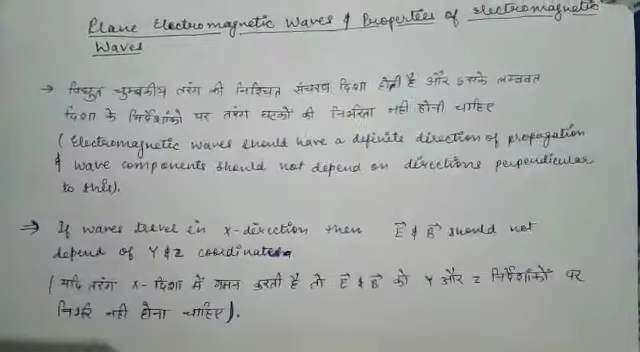 Plane Electromagnetic Waves & Properties of electromagnetic
Waves
→ विद्युत चुम्बकीय तरंग की निश्चित संचरण दिशा होती है और इसके लम्बवत
दिशा के निर्देशांको पर तरंग घटकों की निर्भरता नही होनी चाहिए
( Electromagnetic waves should have a definite direction of propagation
& wave components should not depend on directions perpendicular
to this).
⇒ If waves travel in X-direction then E⃗ & B⃗ should not
depend of Y & Z coordinates
( यदि तरंग X- दिशा में गमन करती है तो E⃗ & B⃗ को Y और Z निर्देशांकों पर
निर्भर नही होना चाहिए ).